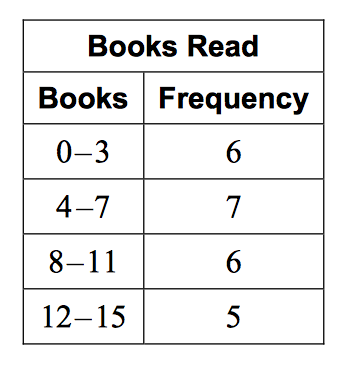 Books Read
Books Frequency
0–3 6
4–7 7
8–11 6
12–15 5